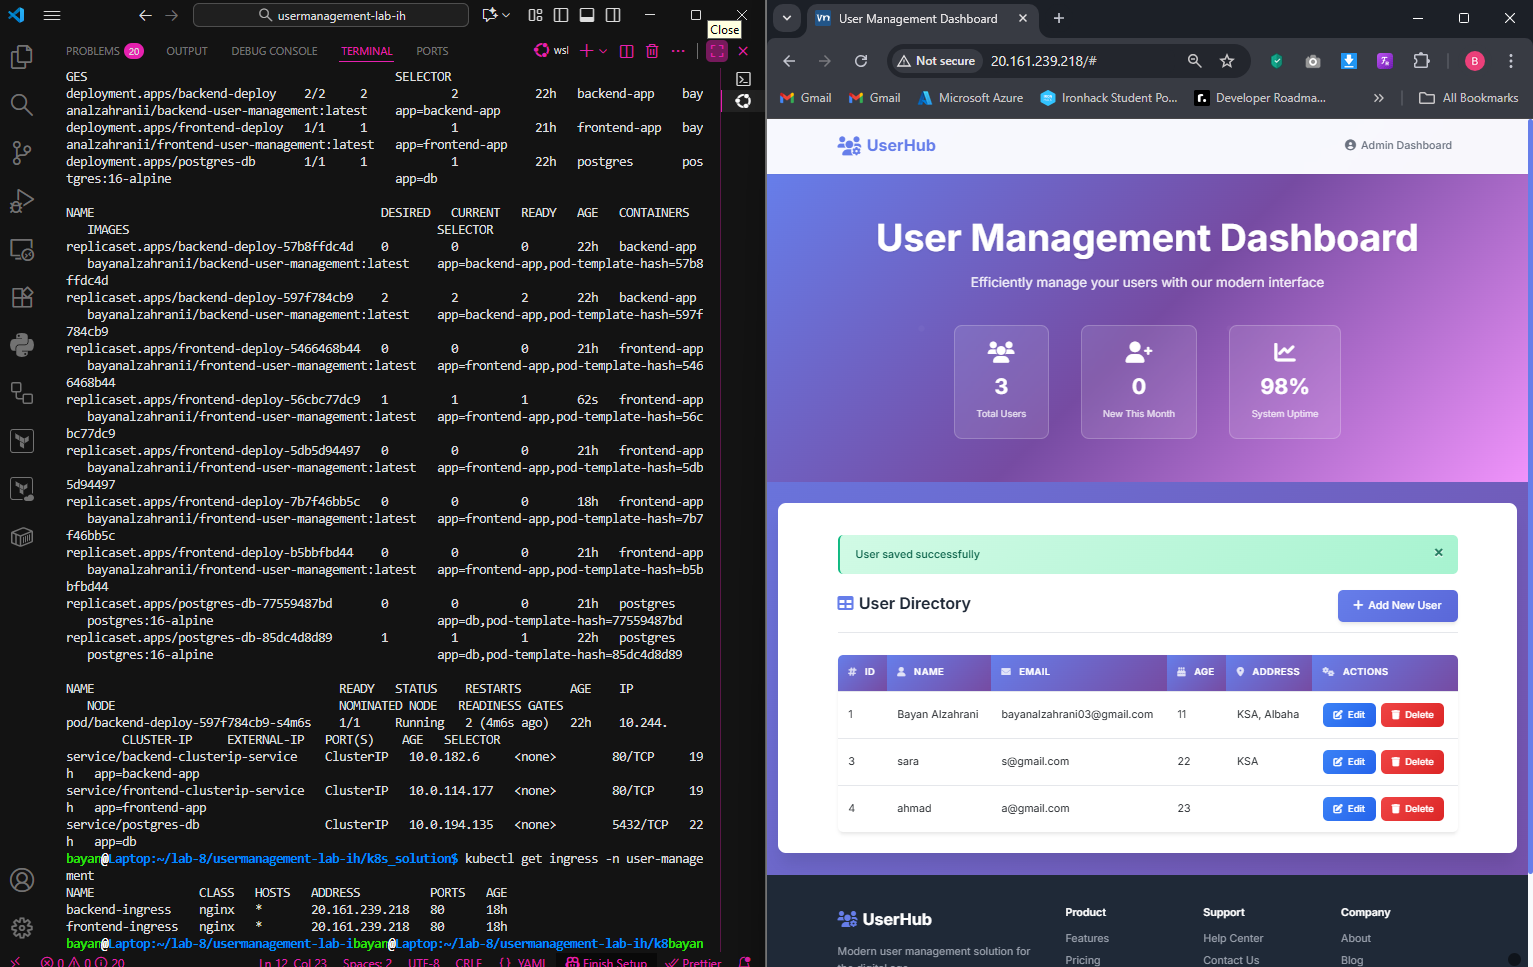 usermanagement-lab-ih
Close
PROBLEMS 20 OUTPUT DEBUG CONSOLE TERMINAL PORTS wsl
GES SELECTOR
deployment.apps/backend-deploy 2/2 2 2 22h backend-app bay
analzahranii/backend-user-management:latest app=backend-app
deployment.apps/frontend-deploy 1/1 1 1 21h frontend-app bay
analzahranii/frontend-user-management:latest app=frontend-app
deployment.apps/postgres-db 1/1 1 1 22h postgres pos
tgres:16-alpine app=db
NAME DESIRED CURRENT READY AGE CONTAINERS
IMAGES SELECTOR
replicaset.apps/backend-deploy-57b8ffdc4d 0 0 0 22h backend-app
bayanalzahranii/backend-user-management:latest app=backend-app,pod-template-hash=57b8
ffdc4d
replicaset.apps/backend-deploy-597f784cb9 2 2 2 22h backend-app
bayanalzahranii/backend-user-management:latest app=backend-app,pod-template-hash=597f
784cb9
replicaset.apps/frontend-deploy-5466468b44 0 0 0 21h frontend-app
bayanalzahranii/frontend-user-management:latest app=frontend-app,pod-template-hash=546
6468b44
replicaset.apps/frontend-deploy-56cbc77dc9 1 1 1 62s frontend-app
bayanalzahranii/frontend-user-management:latest app=frontend-app,pod-template-hash=56c
bc77dc9
replicaset.apps/frontend-deploy-5db5d94497 0 0 0 21h frontend-app
bayanalzahranii/frontend-user-management:latest app=frontend-app,pod-template-hash=5db
5d94497
replicaset.apps/frontend-deploy-7b7f46bb5c 0 0 0 18h frontend-app
bayanalzahranii/frontend-user-management:latest app=frontend-app,pod-template-hash=7b7
f46bb5c
replicaset.apps/frontend-deploy-b5bbfbd44 0 0 0 21h frontend-app
bayanalzahranii/frontend-user-management:latest app=frontend-app,pod-template-hash=b5b
bfbd44
replicaset.apps/postgres-db-77559487bd 0 0 0 21h postgres
postgres:16-alpine app=db,pod-template-hash=77559487bd
replicaset.apps/postgres-db-85dc4d8d89 1 1 1 22h postgres
postgres:16-alpine app=db,pod-template-hash=85dc4d8d89
NAME READY STATUS RESTARTS AGE IP
NODE NOMINATED NODE READINESS GATES
pod/backend-deploy-597f784cb9-s4m6s 1/1 Running 2 (4m6s ago) 22h 10.244.
CLUSTER-IP EXTERNAL-IP PORT(S) AGE SELECTOR
service/backend-clusterip-service ClusterIP 10.0.182.6 <none> 80/TCP 19
h app=backend-app
service/frontend-clusterip-service ClusterIP 10.0.114.177 <none> 80/TCP 19
h app=frontend-app
service/postgres-db ClusterIP 10.0.194.135 <none> 5432/TCP 22
h app=db
bayan@Laptop:~/lab-8/usermanagement-lab-ih/k8s_solution$ kubectl get ingress -n user-manage
ment
NAME CLASS HOSTS ADDRESS PORTS AGE
backend-ingress nginx * 20.161.239.218 80 18h
frontend-ingress nginx * 20.161.239.218 80 18h
bayan@Laptop:~/lab-8/usermanagement-lab-ibayan@Laptop:~/lab-8/usermanagement-lab-ih/k8bayan
0 0 20 Ln 12, Col 23 Spaces: 2 UTF-8 CRLF {} YAML Finish Setup Prettier
User Management Dashboard
Not secure 20.161.239.218/#
B
Gmail Gmail Microsoft Azure Ironhack Student Po... Developer Roadma... » All Bookmarks
UserHub Admin Dashboard
User Management Dashboard
Efficiently manage your users with our modern interface
3 0 98%
Total Users New This Month System Uptime
User saved successfully
User Directory + Add New User
# ID NAME EMAIL AGE ADDRESS ACTIONS
1 Bayan Alzahrani bayanalzahrani03@gmail.com 11 KSA, Albaha Edit Delete
3 sara s@gmail.com 22 KSA Edit Delete
4 ahmad a@gmail.com 23 Edit Delete
UserHub Product Support Company
Modern user management solution for Features Help Center About
the digital age Pricing Contact Us Blog